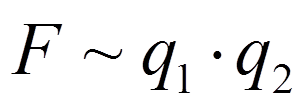 F ~ q₁ · q₂